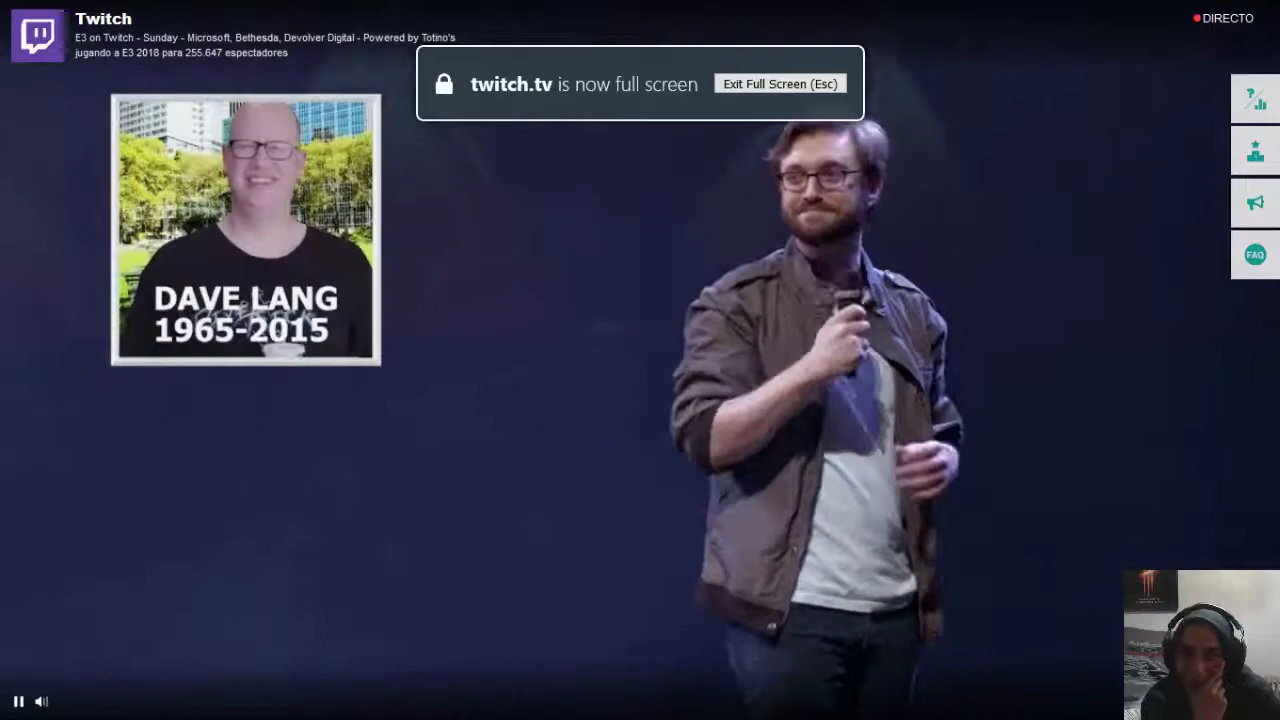 Twitch
E3 on Twitch - Sunday - Microsoft, Bethesda, Devolver Digital - Powered by Totino's
jugando a E3 2018 para 255.647 espectadores
DIRECTO
twitch.tv is now full screen
Exit Full Screen (Esc)
DAVE LANG
1965-2015
FAQ